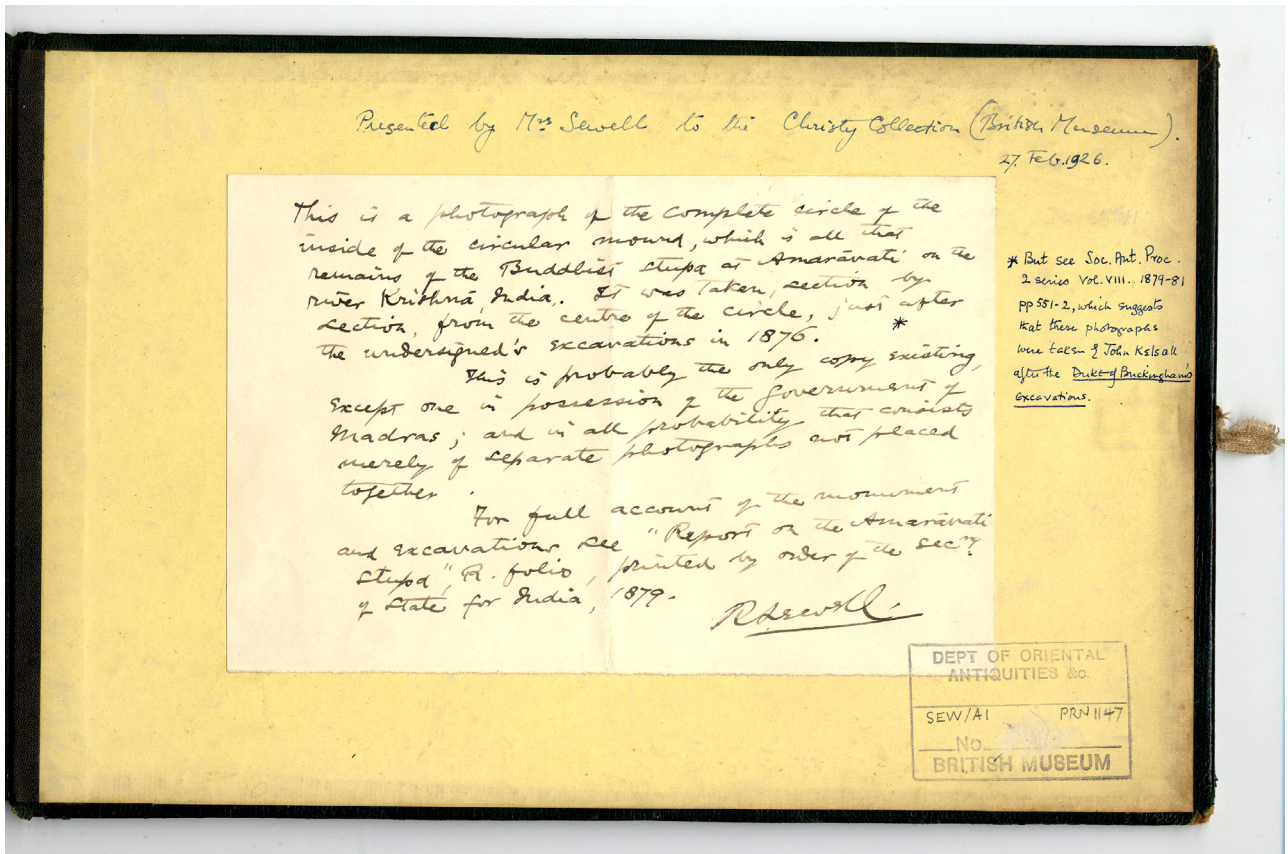 Presented by Mrs Sewell to the Christy Collection (British Museum).
27. Feb. 1926.
This is a photograph of the complete circle of the
inside of the circular mound, which is all that
remains of the Buddhist stupa at Amarāvati on the
river Krishnā, India. It was taken, section by
section, from the centre of the circle, just after
the undersigned's excavations in 1876. *
This is probably the only copy existing,
except one in possession of the Government of
Madras; and in all probability that consists
merely of separate photographs not placed
together.
For full account of the monument
and excavations see "Report on the Amarāvati
Stupa", R. folio, printed by order of the Secry.
of State for India, 1879.
R Sewell.
* But see Soc. Ant. Proc.
2 series Vol. VIII., 1879-81
pp 551-2, which suggests
that these photographs
were taken by John Kelsall
after the Duke of Buckingham's
Excavations.
DEPT OF ORIENTAL
ANTIQUITIES &c.
SEW/A1 PRN 1147
No.
BRITISH MUSEUM